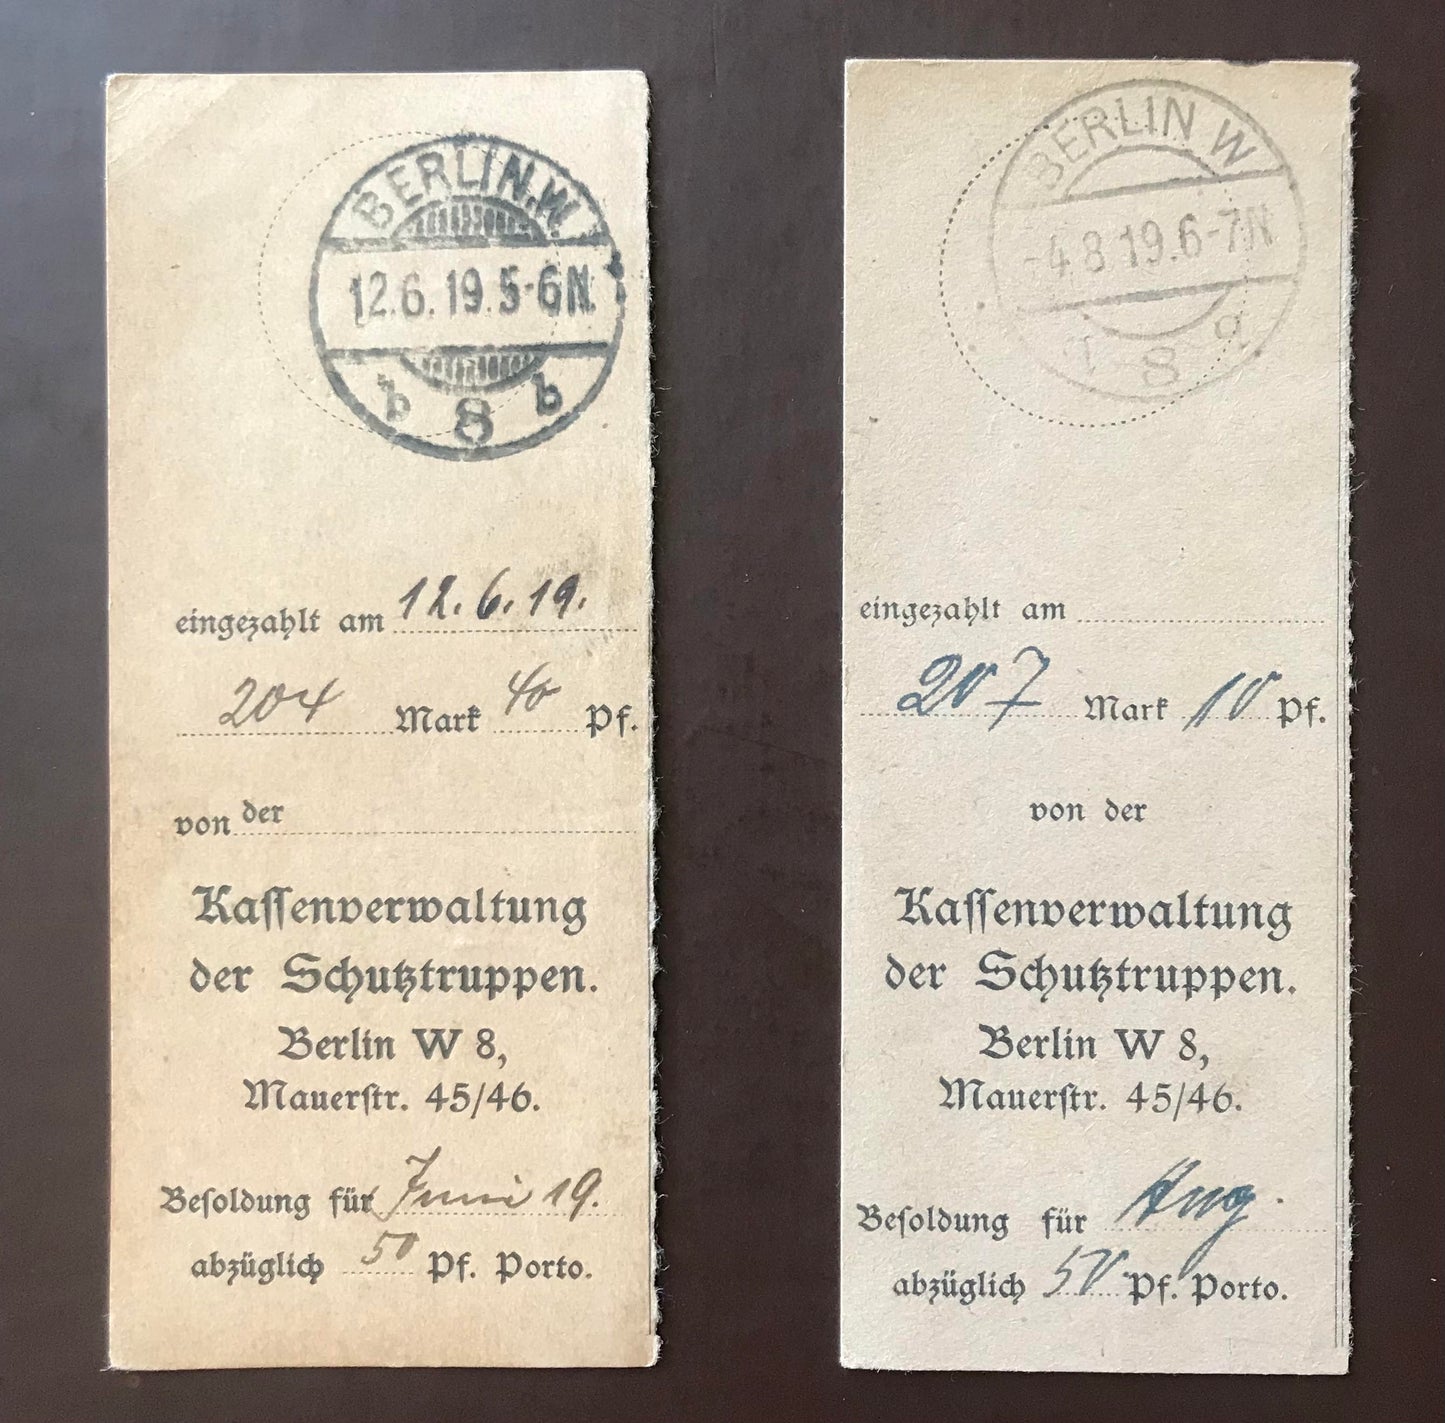 BERLIN.W.
12.6.19.5-6N.
b 8 b
eingezahlt am 12.6.19.
204 Mark 40 Pf.
von der
Kassenverwaltung
der Schutztruppen.
Berlin W 8,
Mauerstr. 45/46.
Besoldung für Juni 19.
abzüglich 50 Pf. Porto.
BERLIN W
-4.8.19.6-7N
8 a
eingezahlt am
207 Mark 10 Pf.
von der
Kassenverwaltung
der Schutztruppen.
Berlin W 8,
Mauerstr. 45/46.
Besoldung für Aug.
abzüglich 50 Pf. Porto.